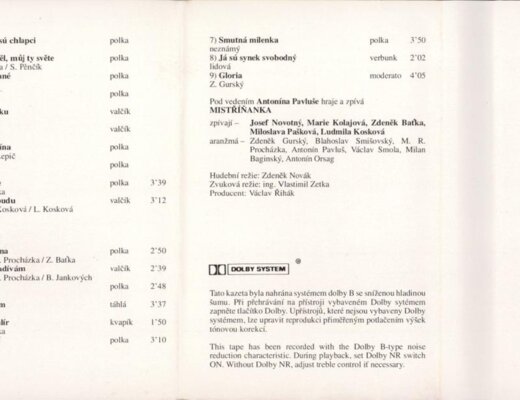 sú chlapci polka
ěl, můj ty světe polka
a / S. Pěnčík
né polka
polka
ku valčík
valčík
ina polka
epič
polka
polka 3'39
oudu valčík 3'12
Kosková / L. Kosková
na polka 2'50
. Procházka / Z. Baťka
adívám valčík 2'39
. Procházka / B. Jankových
polka 2'48
m táhlá 3'37
lír kvapík 1'50
ka
polka 3'10
7) Smutná milenka polka 3'50
neznámý
8) Já sú synek svobodný verbunk 2'02
lidová
9) Gloria moderato 4'05
Z. Gurský
Pod vedením Antonína Pavluše hraje a zpívá
MISTŘÍŇANKA
zpívají – Josef Novotný, Marie Kolajová, Zdeněk Baťka,
Miloslava Pašková, Ludmila Kosková
aranžmá – Zdeněk Gurský, Blahoslav Smišovský, M. R.
Procházka, Antonín Pavluš, Václav Smola, Milan
Baginský, Antonín Orsag
Hudební režie: Zdeněk Novák
Zvuková režie: ing. Vlastimil Zetka
Producent: Václav Řihák
DOLBY SYSTEM ®
Tato kazeta byla nahrána systémem dolby B se sníženou hladinou
šumu. Při přehrávání na přístroji vybaveném Dolby sytémem
zapněte tlačítko Dolby. Upřístrojů, které nejsou vybaveny Dolby
systémem, lze upravit reprodukci přiměřeným potlačením výšek
tónovou korekcí.
This tape has been recorded with the Dolby B-type noise
reduction characteristic. During playback, set Dolby NR switch
ON. Without Dolby NR, adjust treble control if necessary.